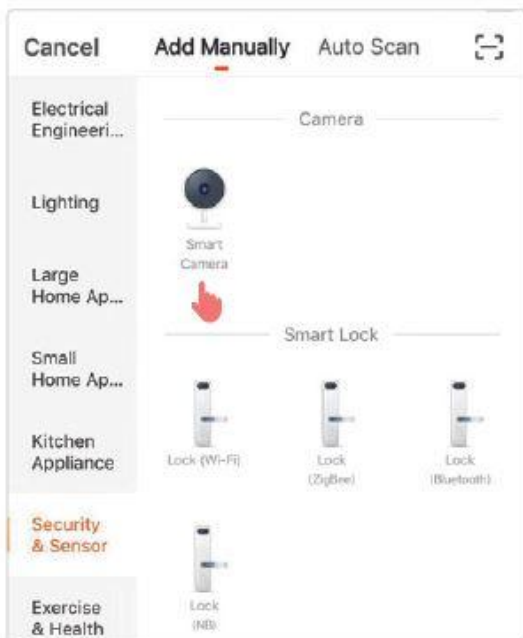 Cancel Add Manually Auto Scan
Electrical
Engineeri...
Lighting
Large
Home Ap...
Small
Home Ap...
Kitchen
Appliance
Security
& Sensor
Exercise
& Health
Camera
Smart
Camera
Smart Lock
Lock (Wi-Fi)
Lock
(ZigBee)
Lock
(Bluetooth)
Lock
(NB)